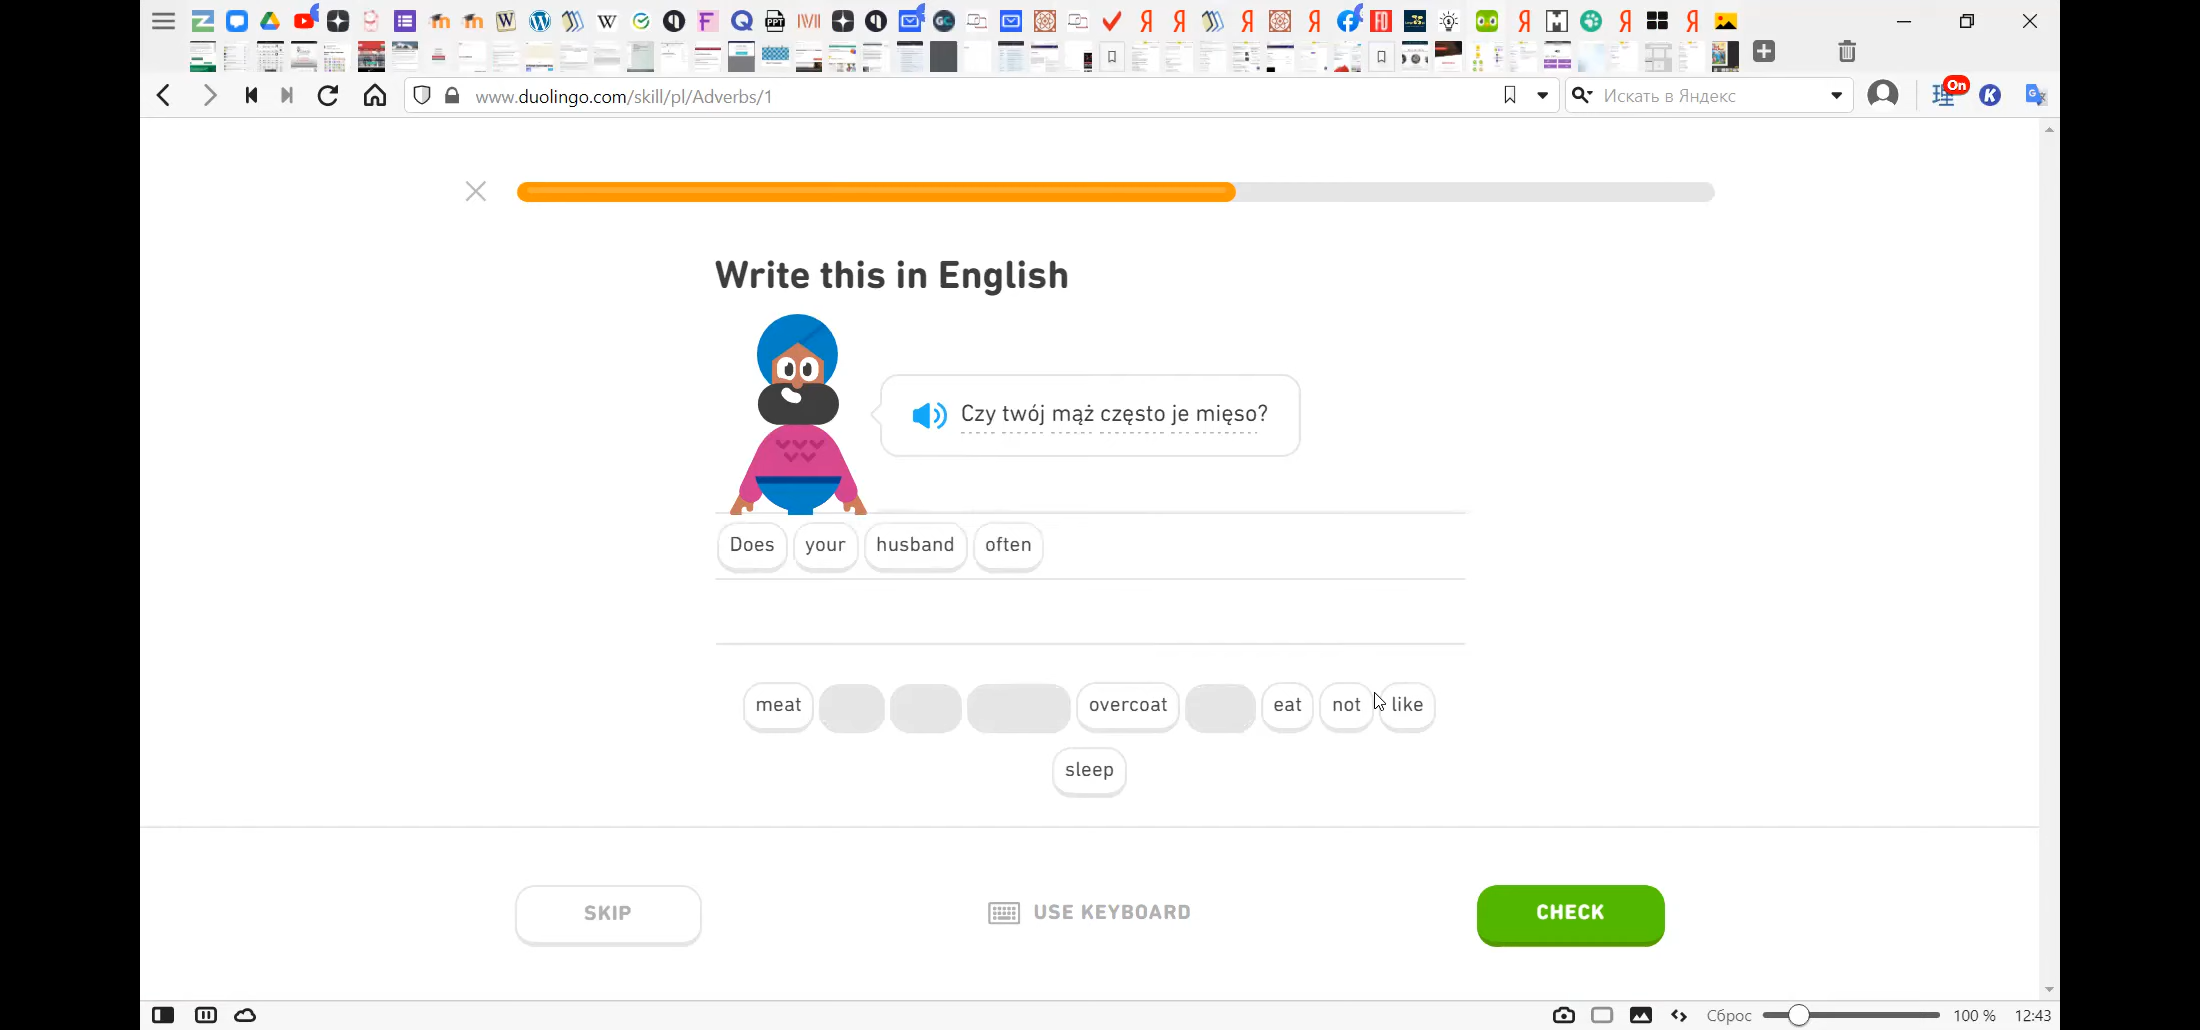 On
www.duolingo.com/skill/pl/Adverbs/1
Искать в Яндекс
Write this in English
Czy twój mąż często je mięso?
Does your husband often
meat overcoat eat not like
sleep
SKIP
USE KEYBOARD
CHECK
Сброс 100 % 12:43